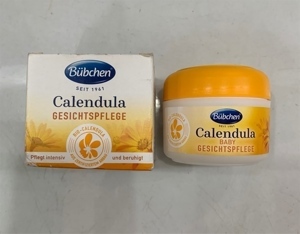 Bübchen
SEIT 1961
Calendula
GESICHTSPFLEGE
BIO-CALENDULA
Pflegt intensiv
und beruhigt
Bübchen
Calendula
BABY
GESICHTSPFLEGE